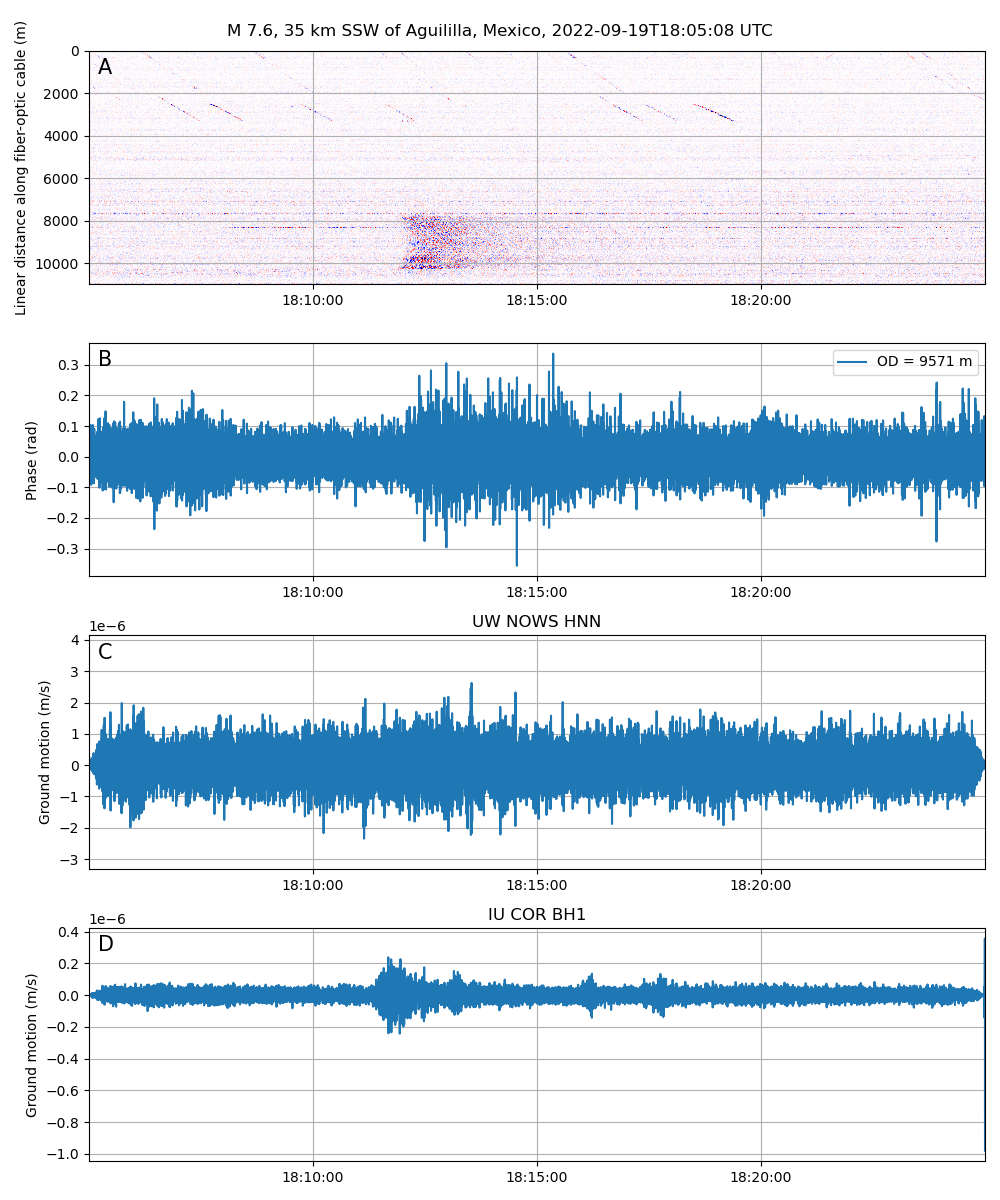 M 7.6, 35 km SSW of Aguililla, Mexico, 2022-09-19T18:05:08 UTC
A
Linear distance along fiber-optic cable (m)
0
2000
4000
6000
8000
10000
18:10:00 18:15:00 18:20:00
B
OD = 9571 m
Phase (rad)
0.3
0.2
0.1
0.0
−0.1
−0.2
−0.3
18:10:00 18:15:00 18:20:00
UW NOWS HNN
1e−6
C
Ground motion (m/s)
4
3
2
1
0
−1
−2
−3
18:10:00 18:15:00 18:20:00
IU COR BH1
1e−6
D
Ground motion (m/s)
0.4
0.2
0.0
−0.2
−0.4
−0.6
−0.8
−1.0
18:10:00 18:15:00 18:20:00